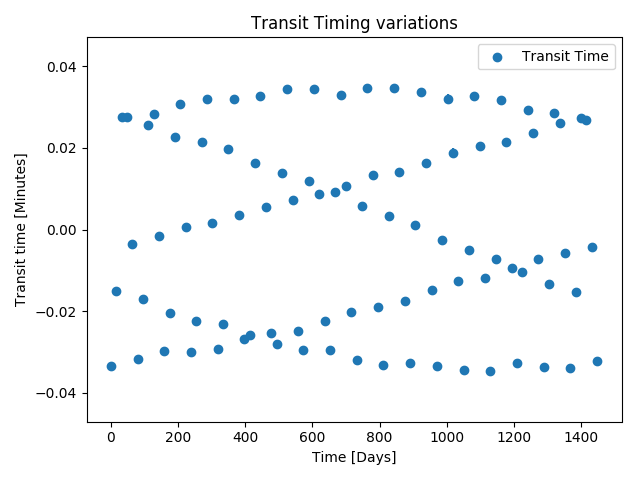 Transit Timing variations
Transit Time
0.04
0.02
0.00
−0.02
−0.04
Transit time [Minutes]
0 200 400 600 800 1000 1200 1400
Time [Days]